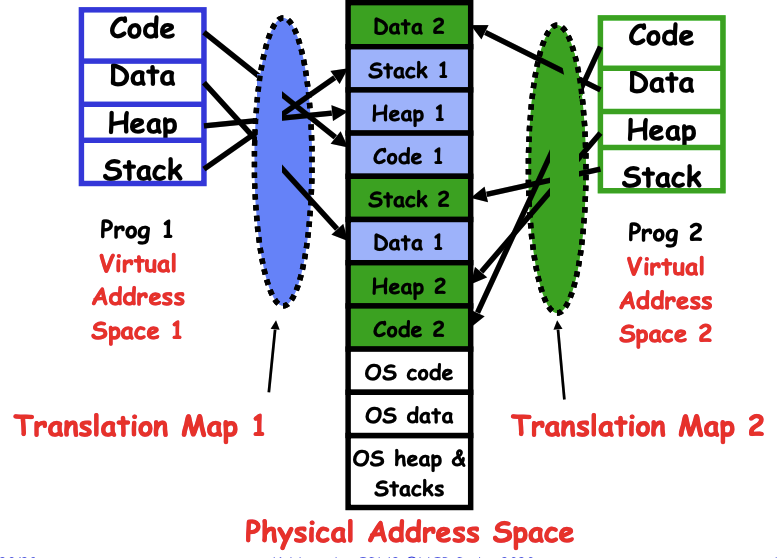 Code
Data
Heap
Stack
Prog 1
Virtual
Address
Space 1
Data 2
Stack 1
Heap 1
Code 1
Stack 2
Data 1
Heap 2
Code 2
OS code
OS data
OS heap &
Stacks
Code
Data
Heap
Stack
Prog 2
Virtual
Address
Space 2
Translation Map 1
Translation Map 2
Physical Address Space